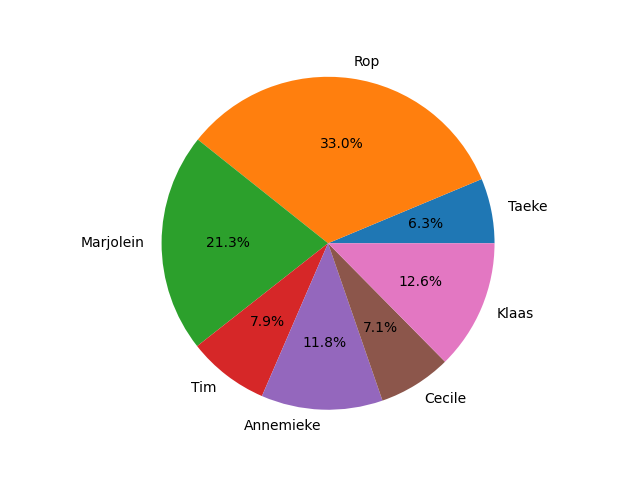 Rop
33.0%
Taeke
6.3%
Marjolein
21.3%
Klaas
12.6%
Tim
7.9%
Annemieke
11.8%
Cecile
7.1%